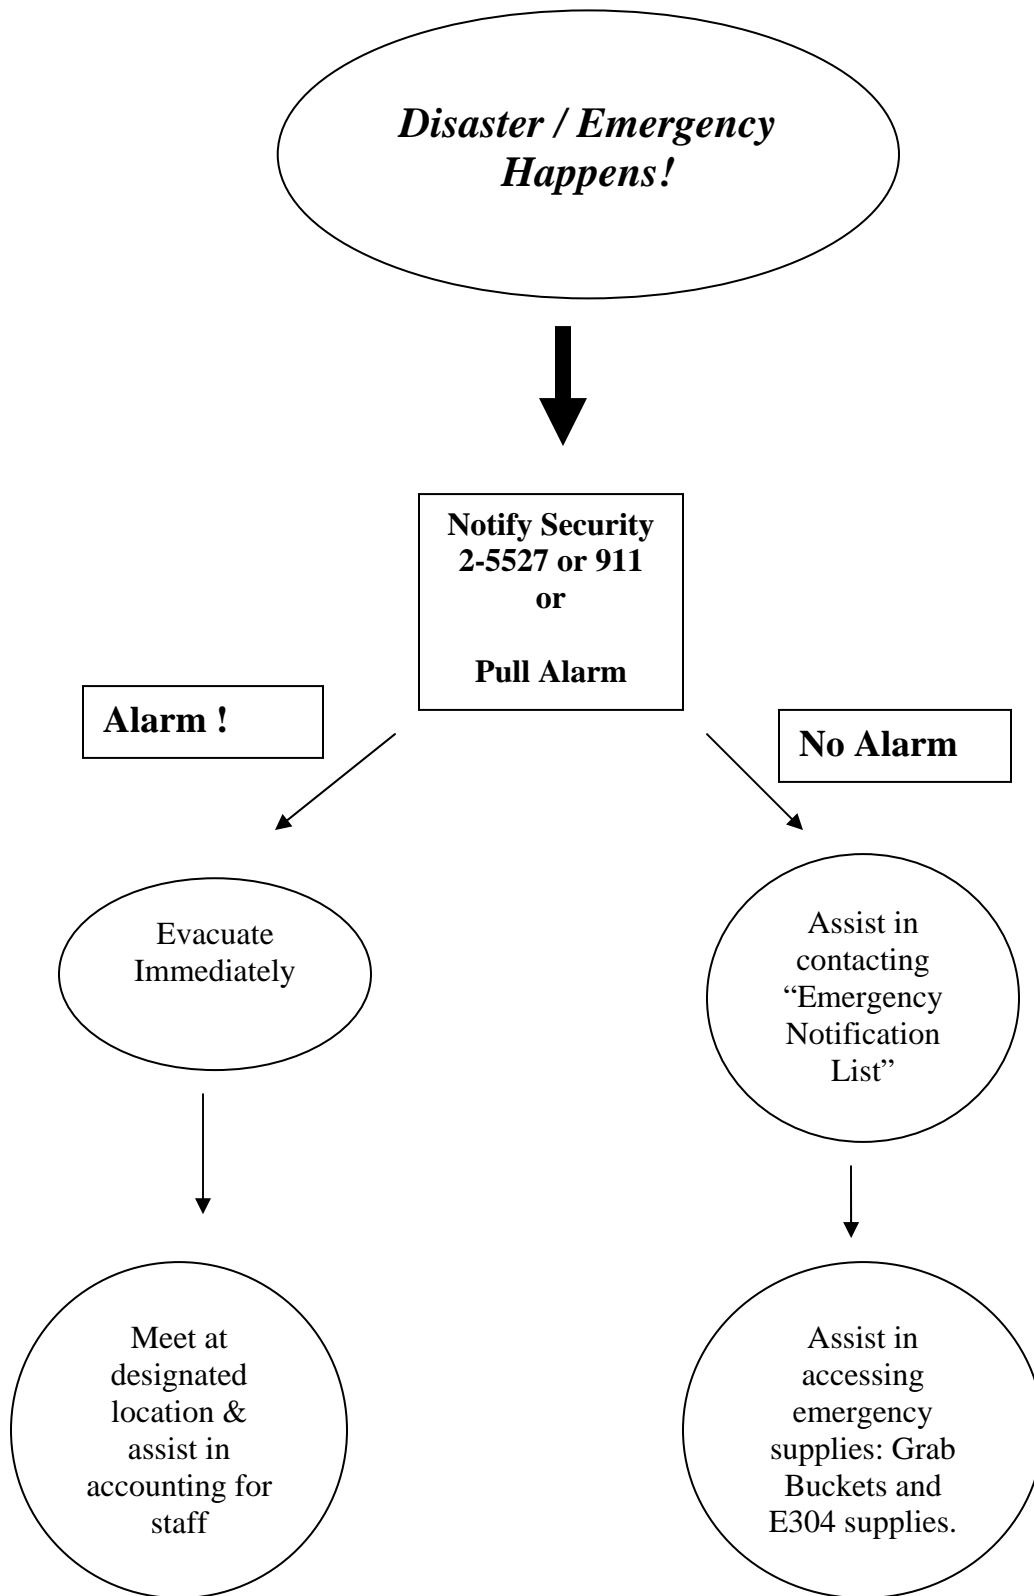 Disaster / Emergency
Happens!
Notify Security
2-5527 or 911
or
Pull Alarm
Alarm !
No Alarm
Evacuate
Immediately
Assist in
contacting
“Emergency
Notification
List”
Meet at
designated
location &
assist in
accounting for
staff
Assist in
accessing
emergency
supplies: Grab
Buckets and
E304 supplies.